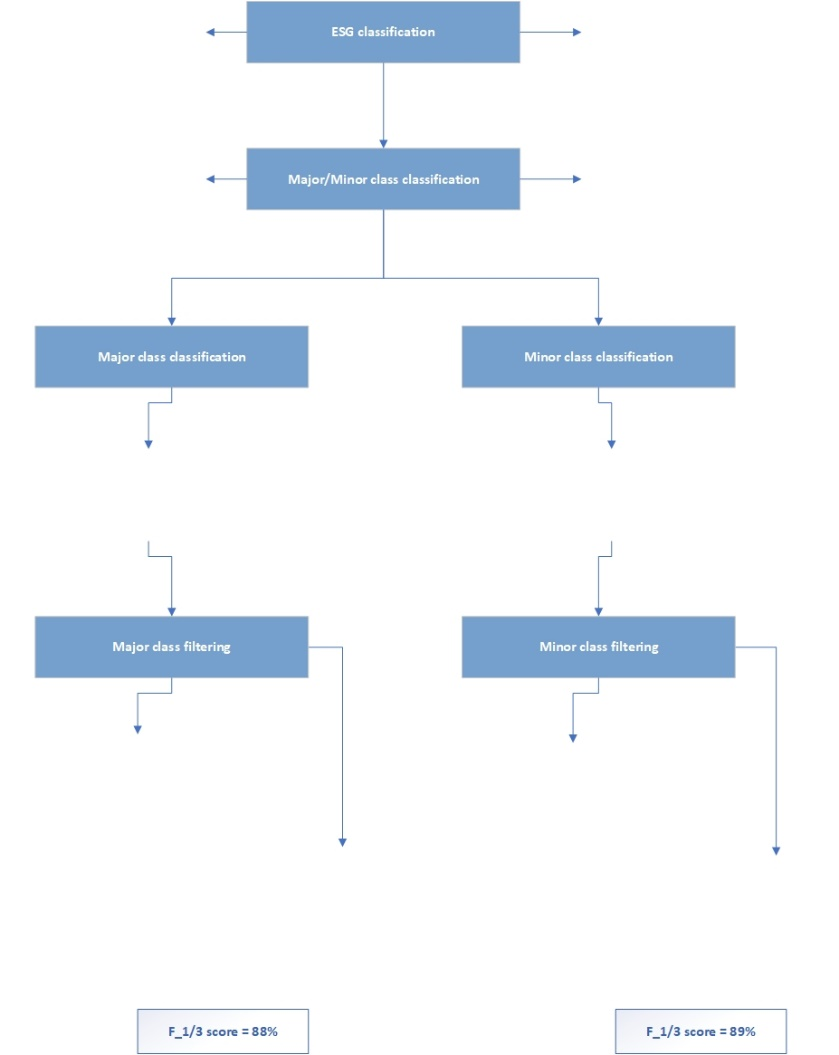 ESG classification
Major/Minor class classification
Major class classification
Minor class classification
Major class filtering
Minor class filtering
F_1/3 score = 88%
F_1/3 score = 89%